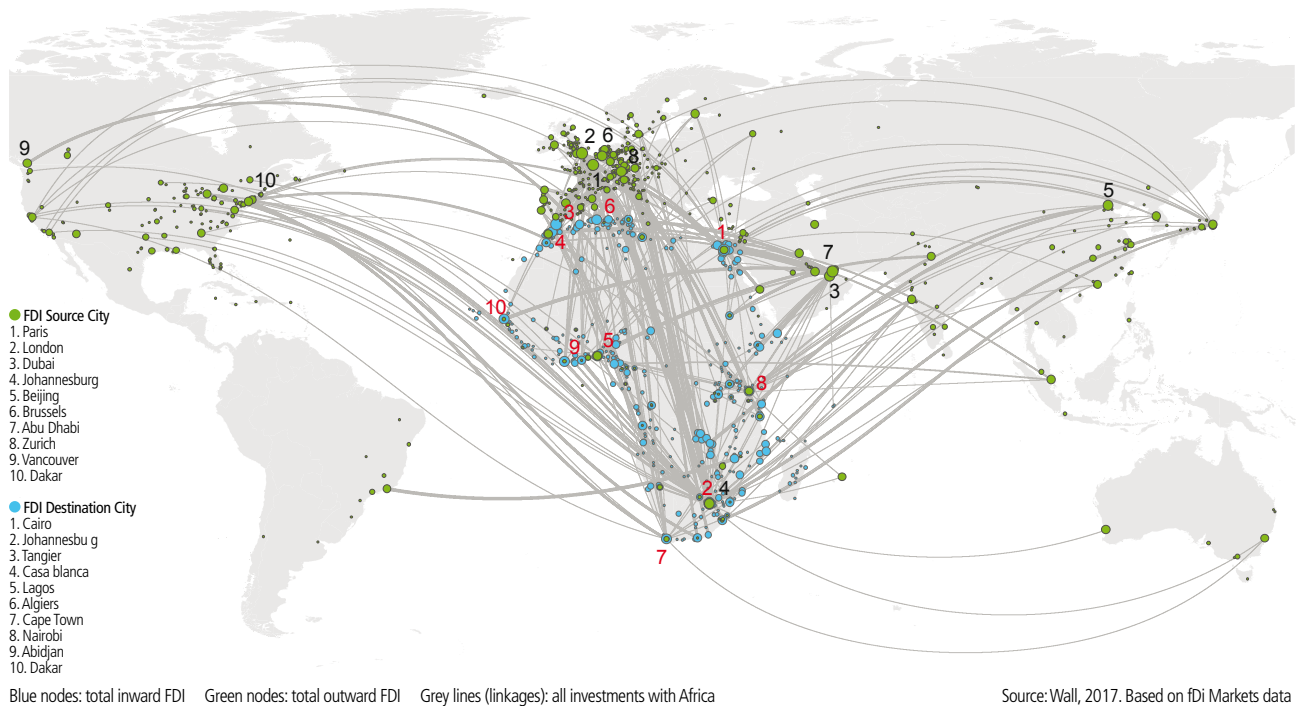 9
2 6
8
10
1
5
3 6
4
1
7
3
10
9 5
8
2 4
7
FDI Source City
1. Paris
2. London
3. Dubai
4. Johannesburg
5. Beijing
6. Brussels
7. Abu Dhabi
8. Zurich
9. Vancouver
10. Dakar
FDI Destination City
1. Cairo
2. Johannesbu g
3. Tangier
4. Casa blanca
5. Lagos
6. Algiers
7. Cape Town
8. Nairobi
9. Abidjan
10. Dakar
Blue nodes: total inward FDI Green nodes: total outward FDI Grey lines (linkages): all investments with Africa
Source: Wall, 2017. Based on fDi Markets data